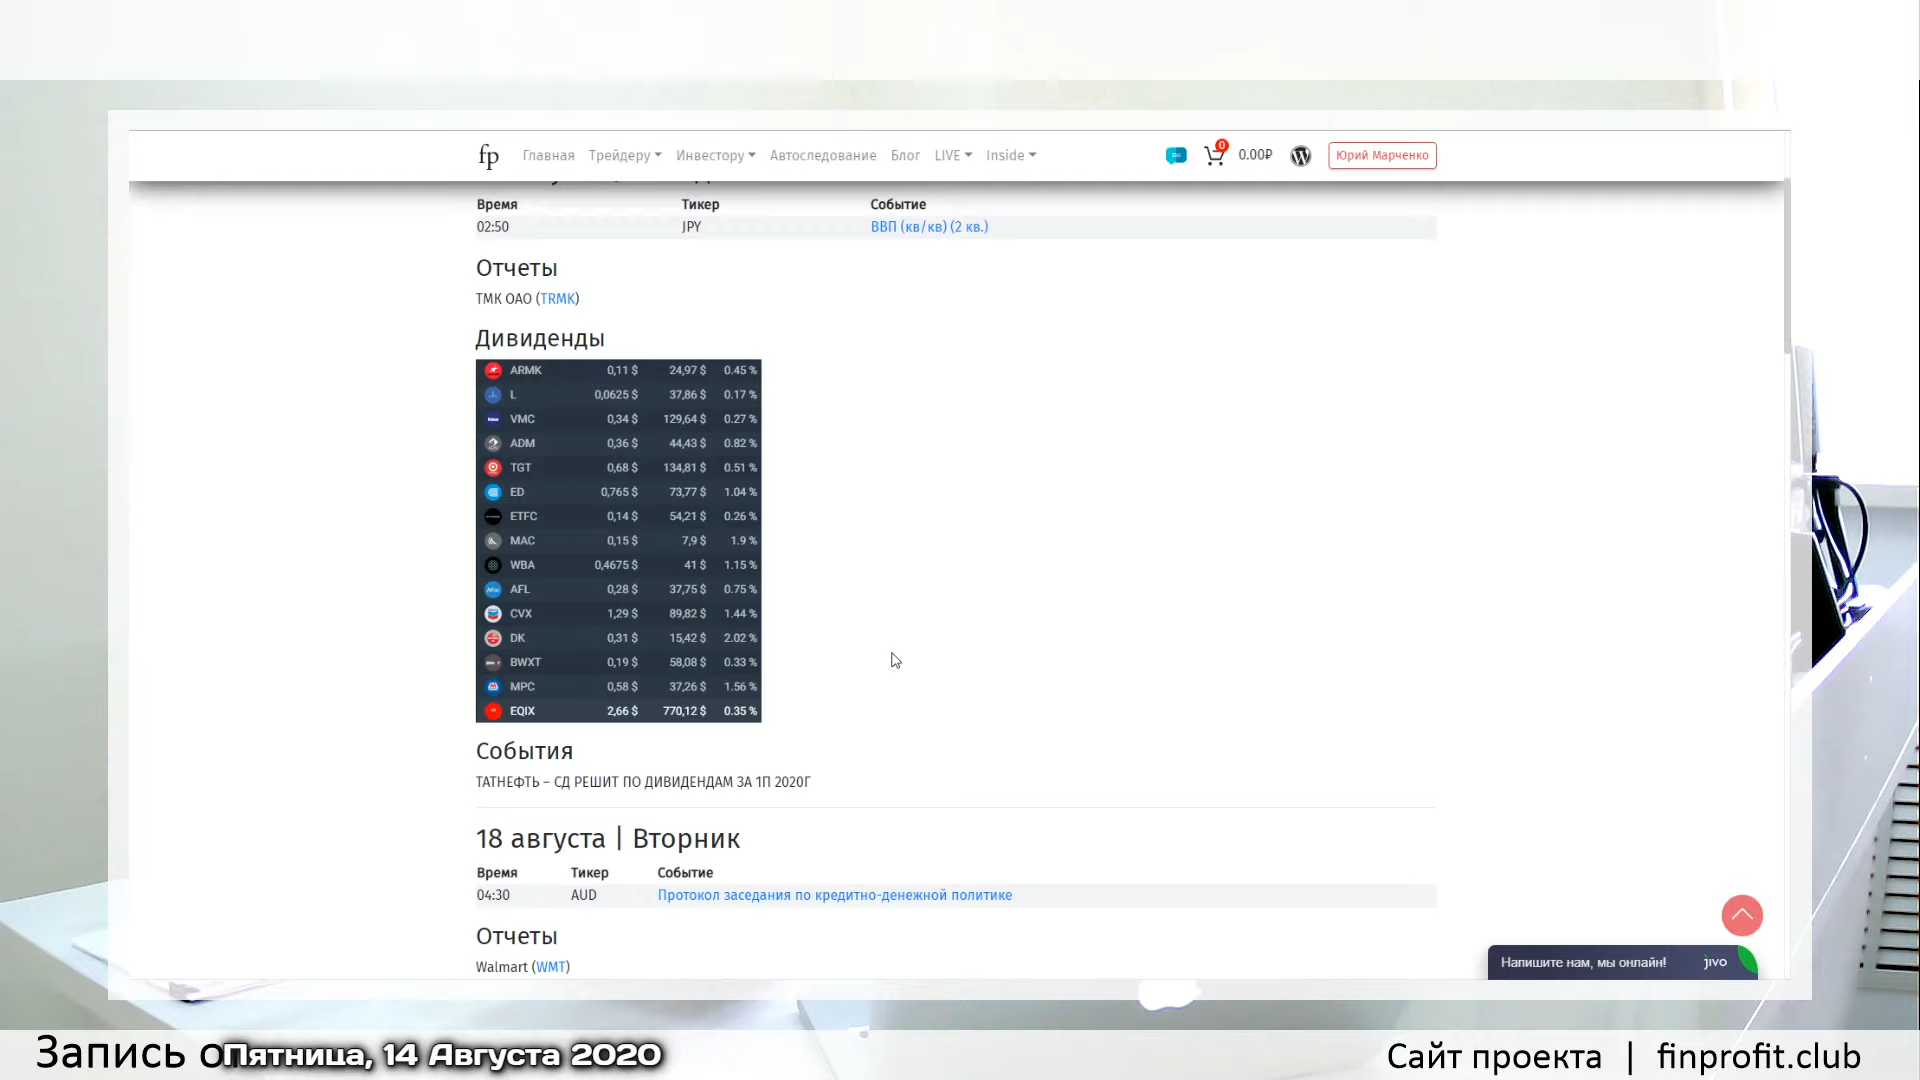 fp Главная Трейдеру Инвестору Автоследование Блог LIVE Inside 0 0.00₽ Юрий Марченко
Время Тикер Событие
02:50 JPY ВВП (кв/кв) (2 кв.)
Отчеты
ТМК ОАО (TRMK)
Дивиденды
ARMK 0,11 $ 24,97 $ 0.45 %
L 0,0625 $ 37,86 $ 0.17 %
VMC 0,34 $ 129,64 $ 0.27 %
ADM 0,36 $ 44,43 $ 0.82 %
TGT 0,68 $ 134,81 $ 0.51 %
ED 0,765 $ 73,77 $ 1.04 %
ETFC 0,14 $ 54,21 $ 0.26 %
MAC 0,15 $ 7,9 $ 1.9 %
WBA 0,4675 $ 41 $ 1.15 %
AFL 0,28 $ 37,75 $ 0.75 %
CVX 1,29 $ 89,82 $ 1.44 %
DK 0,31 $ 15,42 $ 2.02 %
BWXT 0,19 $ 58,08 $ 0.33 %
MPC 0,58 $ 37,26 $ 1.56 %
EQIX 2,66 $ 770,12 $ 0.35 %
События
ТАТНЕФТЬ – СД РЕШИТ ПО ДИВИДЕНДАМ ЗА 1П 2020Г
18 августа | Вторник
Время Тикер Событие
04:30 AUD Протокол заседания по кредитно-денежной политике
Отчеты
Walmart (WMT)
Напишите нам, мы онлайн! jivo
Запись о Пятница, 14 Августа 2020
Сайт проекта | finprofit.club